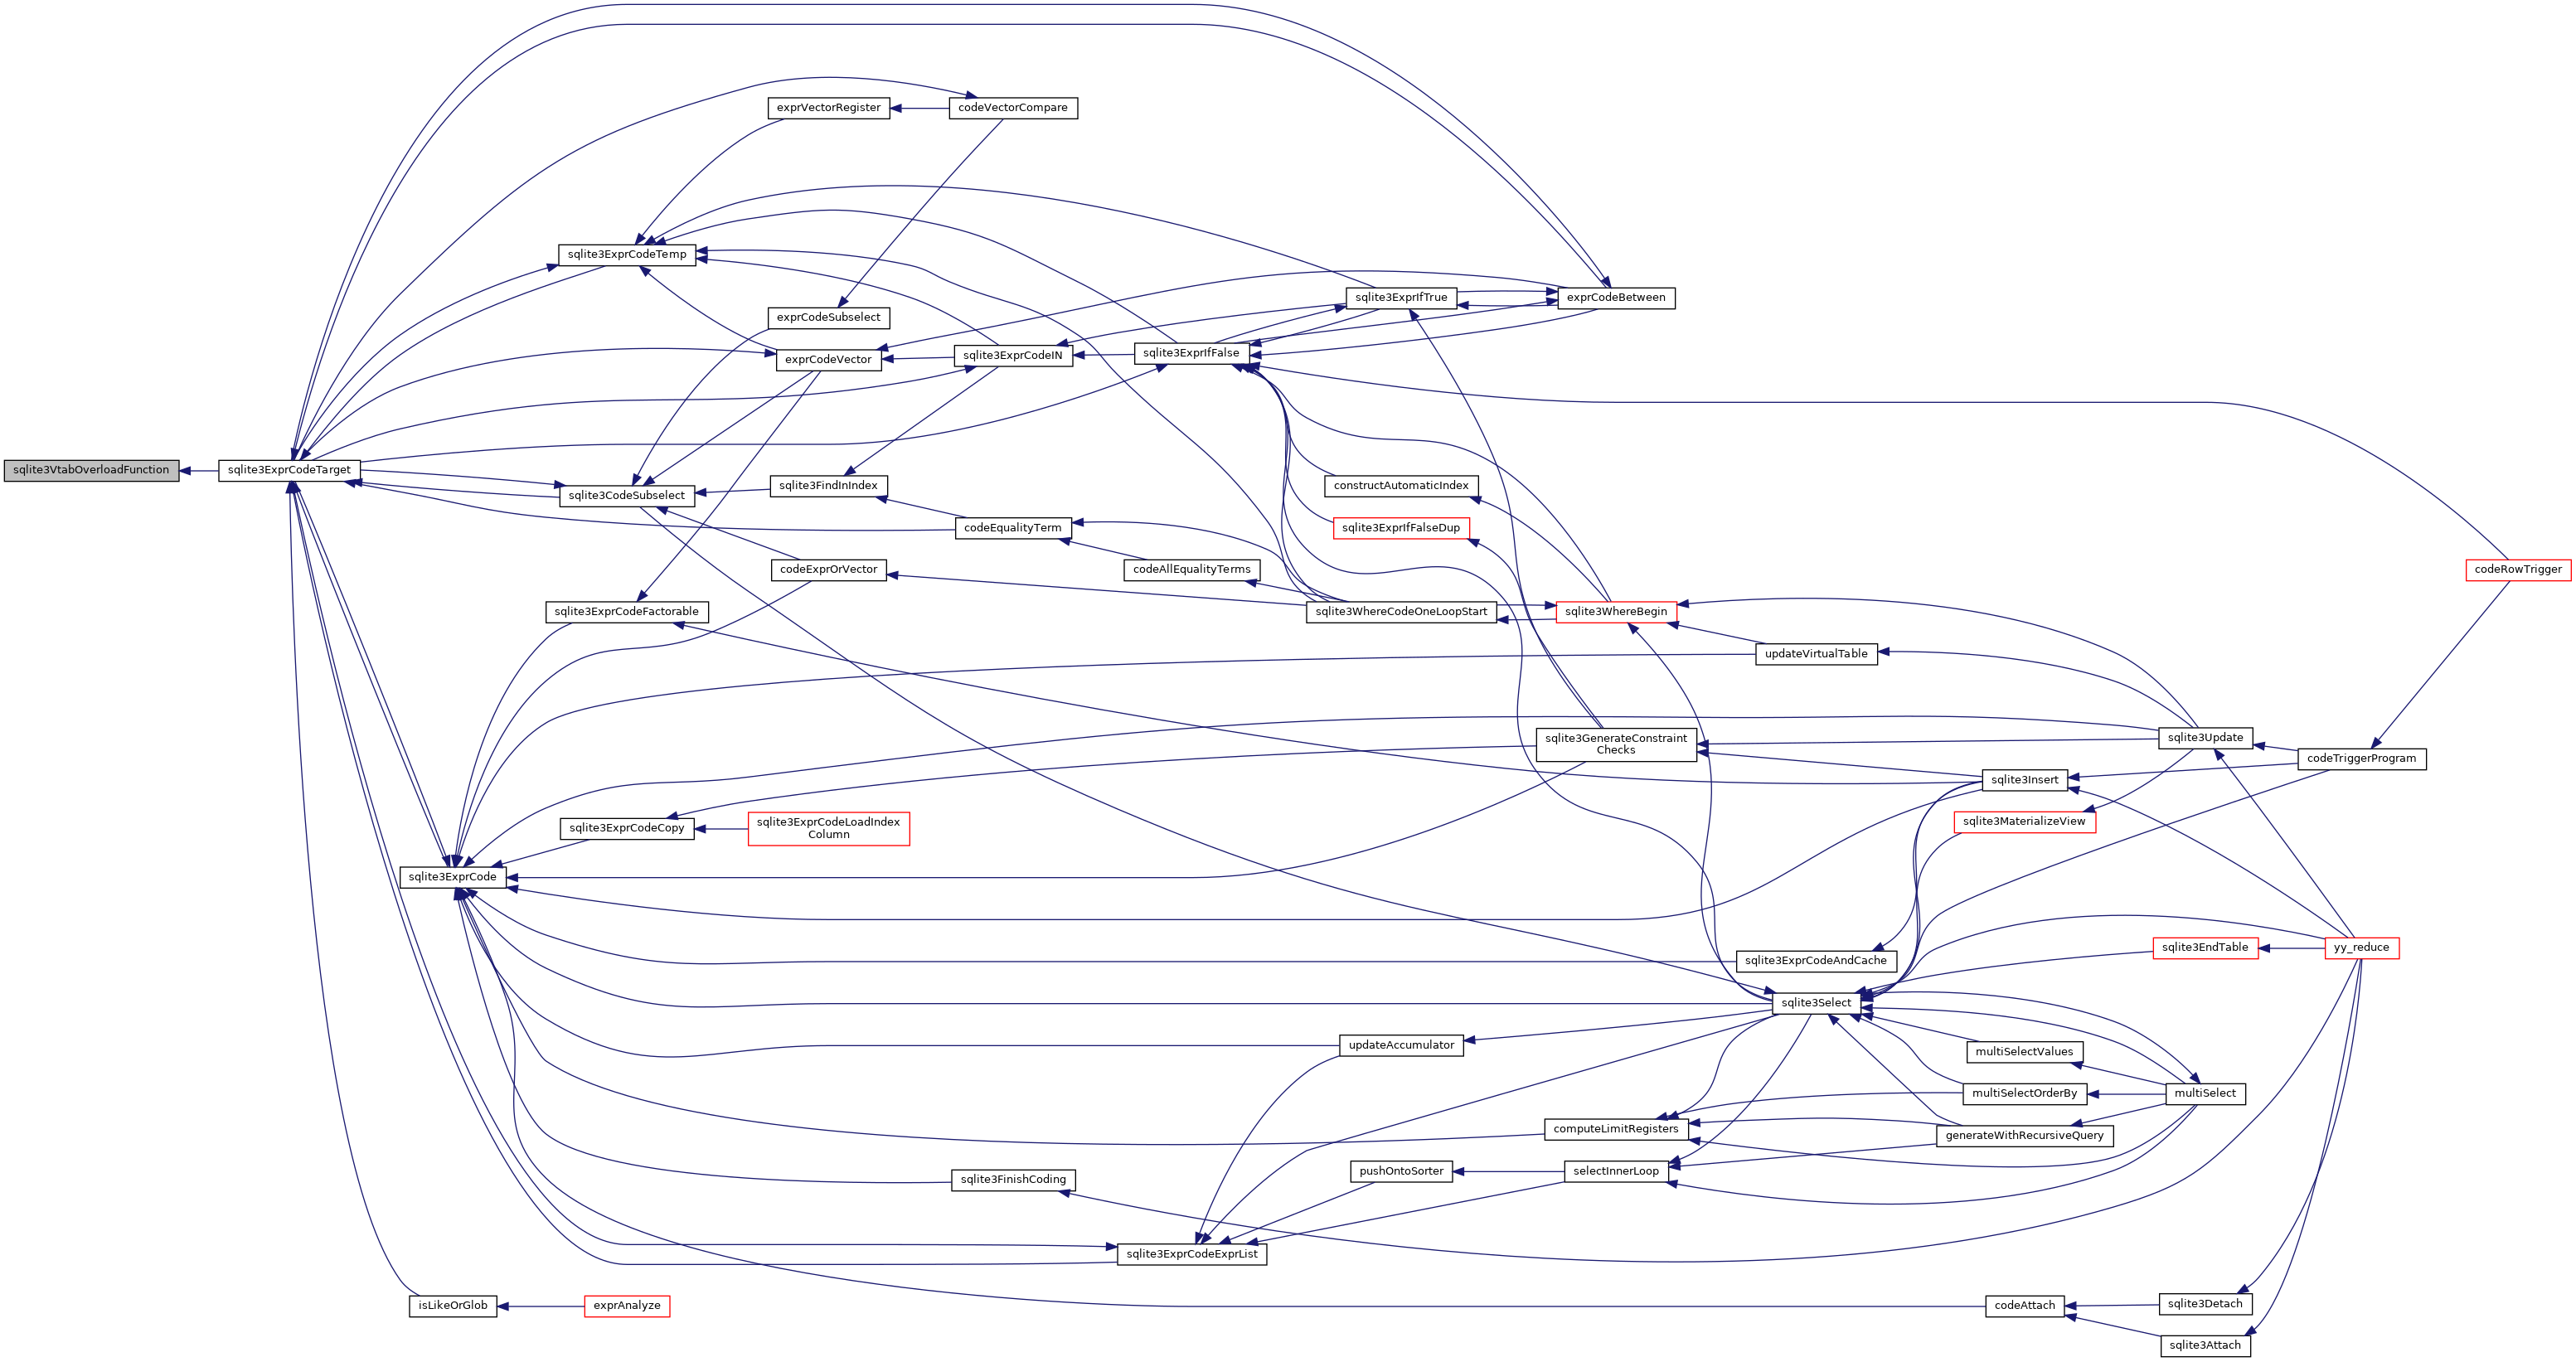 exprVectorRegister
codeVectorCompare
sqlite3ExprCodeTemp
sqlite3ExprIfTrue
exprCodeBetween
exprCodeSubselect
exprCodeVector
sqlite3ExprCodeIN
sqlite3ExprIfFalse
sqlite3VtabOverloadFunction
sqlite3ExprCodeTarget
sqlite3CodeSubselect
sqlite3FindInIndex
constructAutomaticIndex
codeEqualityTerm
sqlite3ExprIfFalseDup
codeExprOrVector
codeAllEqualityTerms
codeRowTrigger
sqlite3ExprCodeFactorable
sqlite3WhereCodeOneLoopStart
sqlite3WhereBegin
updateVirtualTable
sqlite3GenerateConstraint
Checks
sqlite3Update
codeTriggerProgram
sqlite3Insert
sqlite3ExprCodeCopy
sqlite3ExprCodeLoadIndex
Column
sqlite3MaterializeView
sqlite3ExprCode
sqlite3ExprCodeAndCache
sqlite3EndTable
yy_reduce
sqlite3Select
updateAccumulator
multiSelectValues
multiSelectOrderBy
multiSelect
computeLimitRegisters
generateWithRecursiveQuery
sqlite3FinishCoding
pushOntoSorter
selectInnerLoop
sqlite3ExprCodeExprList
isLikeOrGlob
exprAnalyze
codeAttach
sqlite3Detach
sqlite3Attach